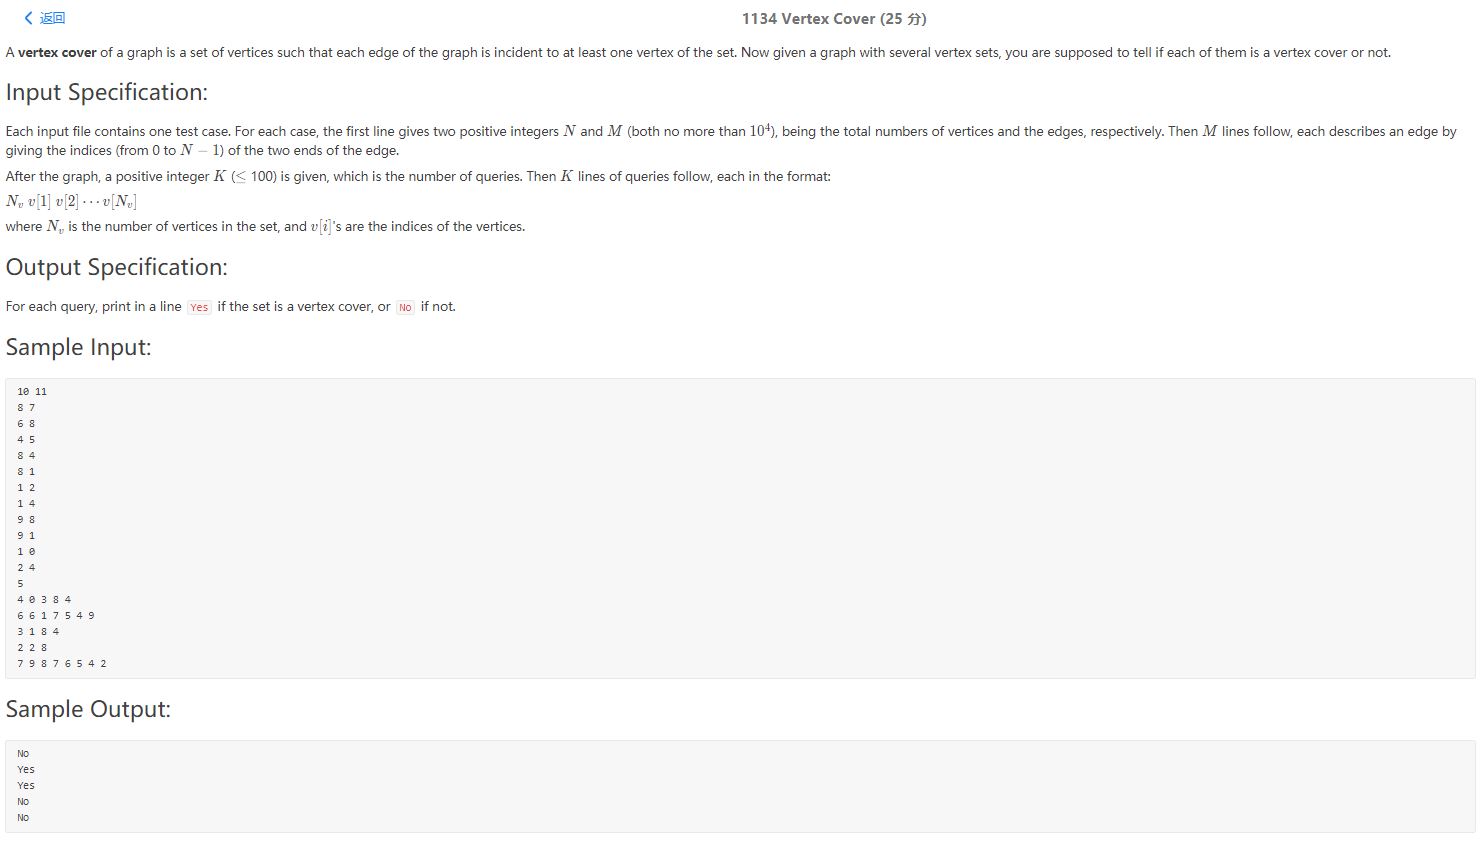 返回
1134 Vertex Cover (25 分)
A vertex cover of a graph is a set of vertices such that each edge of the graph is incident to at least one vertex of the set. Now given a graph with several vertex sets, you are supposed to tell if each of them is a vertex cover or not.
Input Specification:
Each input file contains one test case. For each case, the first line gives two positive integers N and M (both no more than 10⁴), being the total numbers of vertices and the edges, respectively. Then M lines follow, each describes an edge by
giving the indices (from 0 to N − 1) of the two ends of the edge.
After the graph, a positive integer K (≤ 100) is given, which is the number of queries. Then K lines of queries follow, each in the format:
Nᵥ v[1] v[2] ⋯ v[Nᵥ]
where Nᵥ is the number of vertices in the set, and v[i]'s are the indices of the vertices.
Output Specification:
For each query, print in a line Yes if the set is a vertex cover, or No if not.
Sample Input:
10 11
8 7
6 8
4 5
8 4
8 1
1 2
1 4
9 8
9 1
1 0
2 4
5
4 0 3 8 4
6 6 1 7 5 4 9
3 1 8 4
2 2 8
7 9 8 7 6 5 4 2
Sample Output:
No
Yes
Yes
No
No